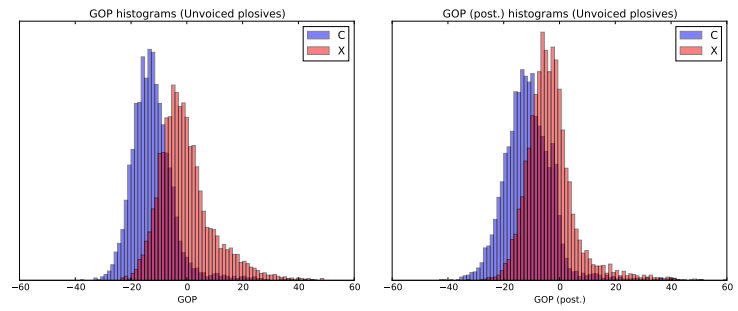 GOP histograms (Unvoiced plosives)
C
X
−60 −40 −20 0 20 40 60
GOP
GOP (post.) histograms (Unvoiced plosives)
C
X
−60 −40 −20 0 20 40 60
GOP (post.)